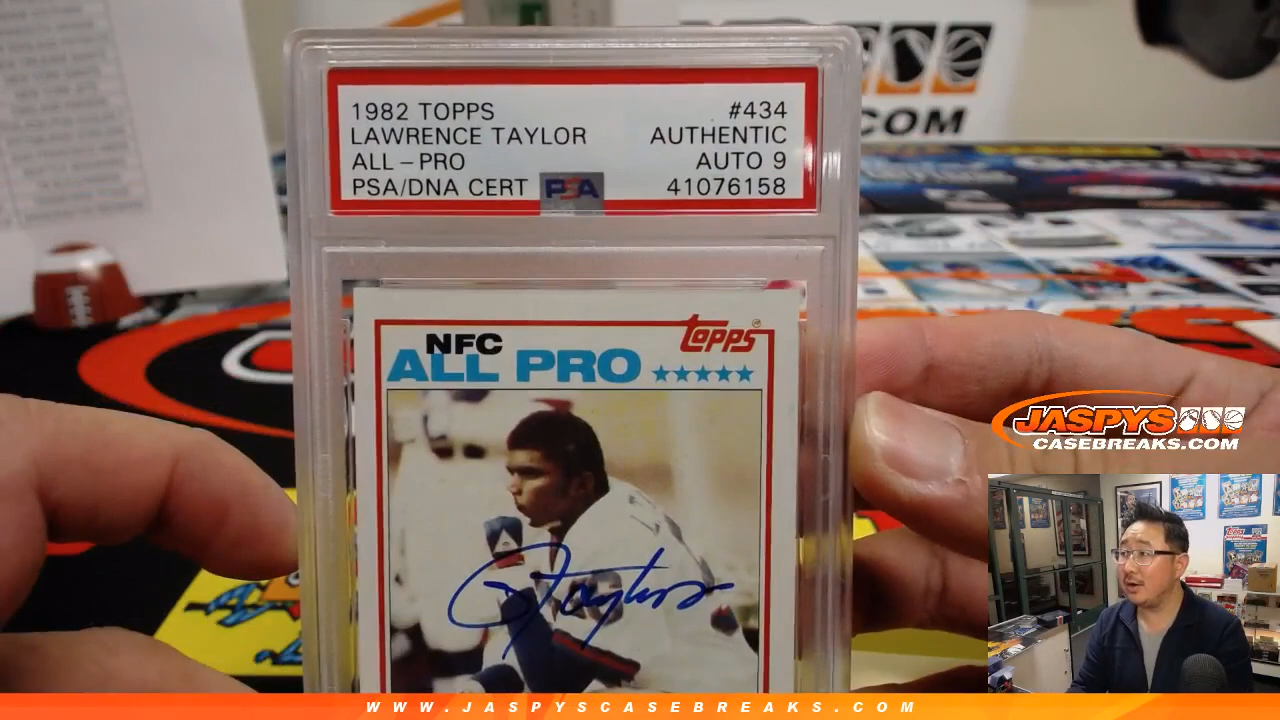 1982 TOPPS #434
LAWRENCE TAYLOR AUTHENTIC
ALL-PRO AUTO 9
PSA/DNA CERT PSA 41076158
.COM
topps
NFC
ALL PRO
JASPYS
CASEBREAKS.COM
WWW.JASPYSCASEBREAKS.COM